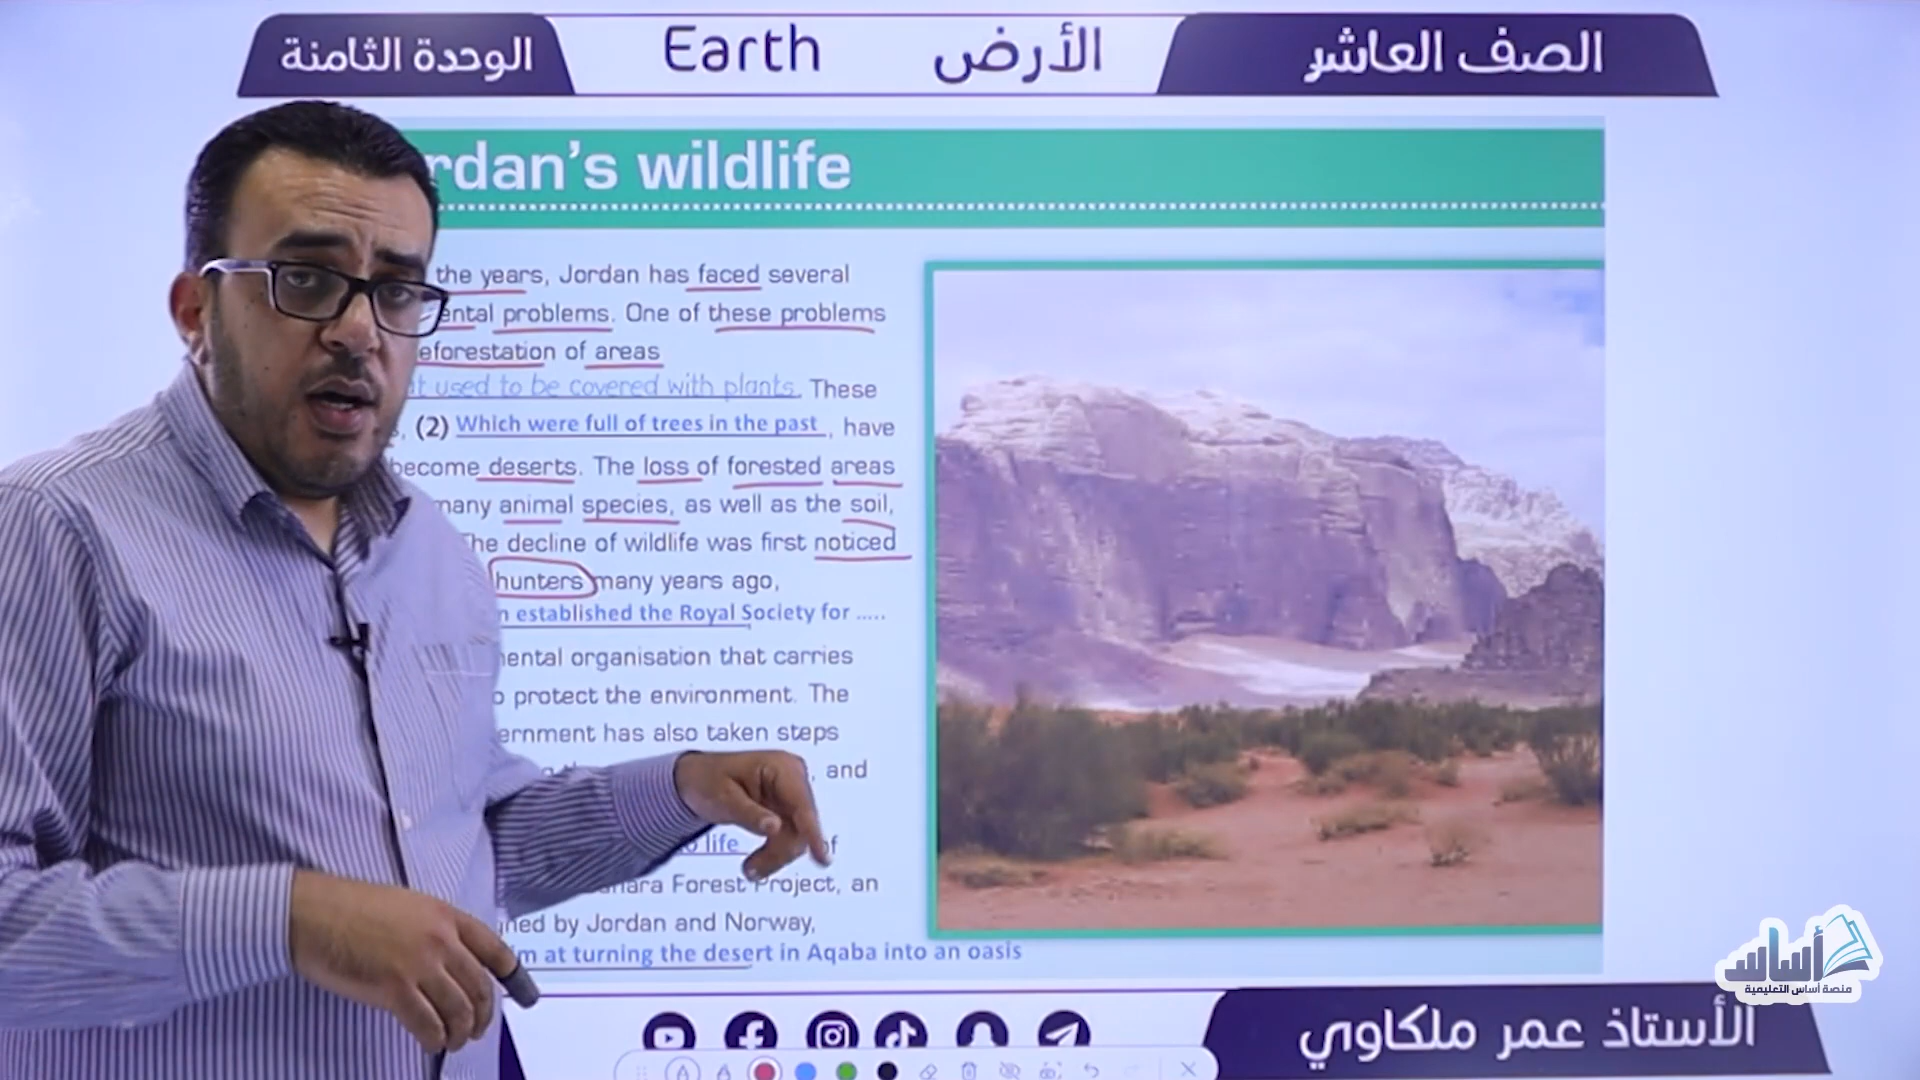 الصف العاشر
الأرض Earth
الوحدة الثامنة
rdan's wildlife
the years, Jordan has faced several
ental problems. One of these problems
eforestation of areas
used to be covered with plants. These
(2) Which were full of trees in the past, have
become deserts. The loss of forested areas
many animal species, as well as the soil,
The decline of wildlife was first noticed
hunters many years ago,
established the Royal Society for .....
ental organisation that carries
protect the environment. The
ernment has also taken steps
, and
life of
ahara Forest Project, an
ned by Jordan and Norway,
m at turning the desert in Aqaba into an oasis
أساس
منصة أساس التعليمية
الأستاذ عمر ملكاوي